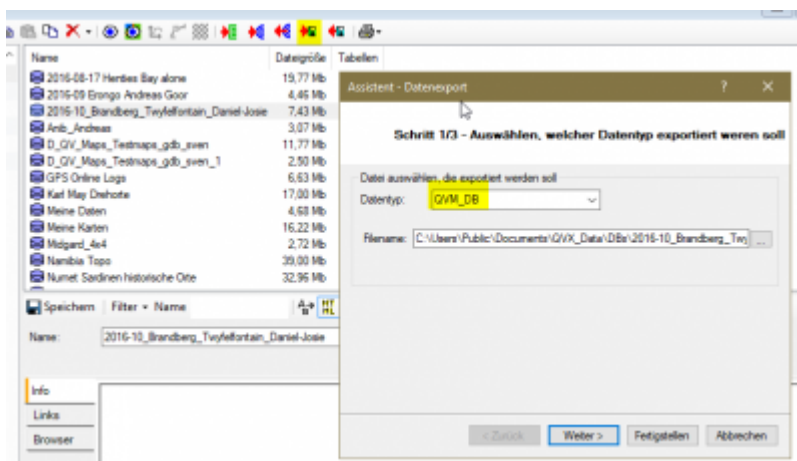 Name Dateigröße Tabellen
2016-08-17 Henties Bay alone 19,77 Mb
2016-09 Erongo Andreas Goor 4,46 Mb
2016-10_Brandberg_Twyfelfontain_Daniel-Josie 7,43 Mb
Anb_Andreas 3,07 Mb
D_QV_Maps_Testmaps_gdb_sven 11,77 Mb
D_QV_Maps_Testmaps_gdb_sven_1 2,50 Mb
GPS Online Logs 6,63 Mb
Karl May Drehorte 17,00 Mb
Meine Daten 4,68 Mb
Meine Karten 16,22 Mb
Midgard_4x4 2,72 Mb
Namibia Topo 39,00 Mb
Numet Sardinen historische Orte 32,96 Mb
Speichern Filter Name
Name: 2016-10_Brandberg_Twyfelfontain_Daniel-Josie
Info
Links
Browser
Assistent - Datenexport
Schritt 1/3 - Auswählen, welcher Datentyp exportiert weren soll
Datei auswählen, die exportiert werden soll
Datentyp: QVM_DB
Filename: C:\Users\Public\Documents\QVX_Data\DBs\2016-10_Brandberg_Twy ...
< Zurück Weiter > Fertigstellen Abbrechen